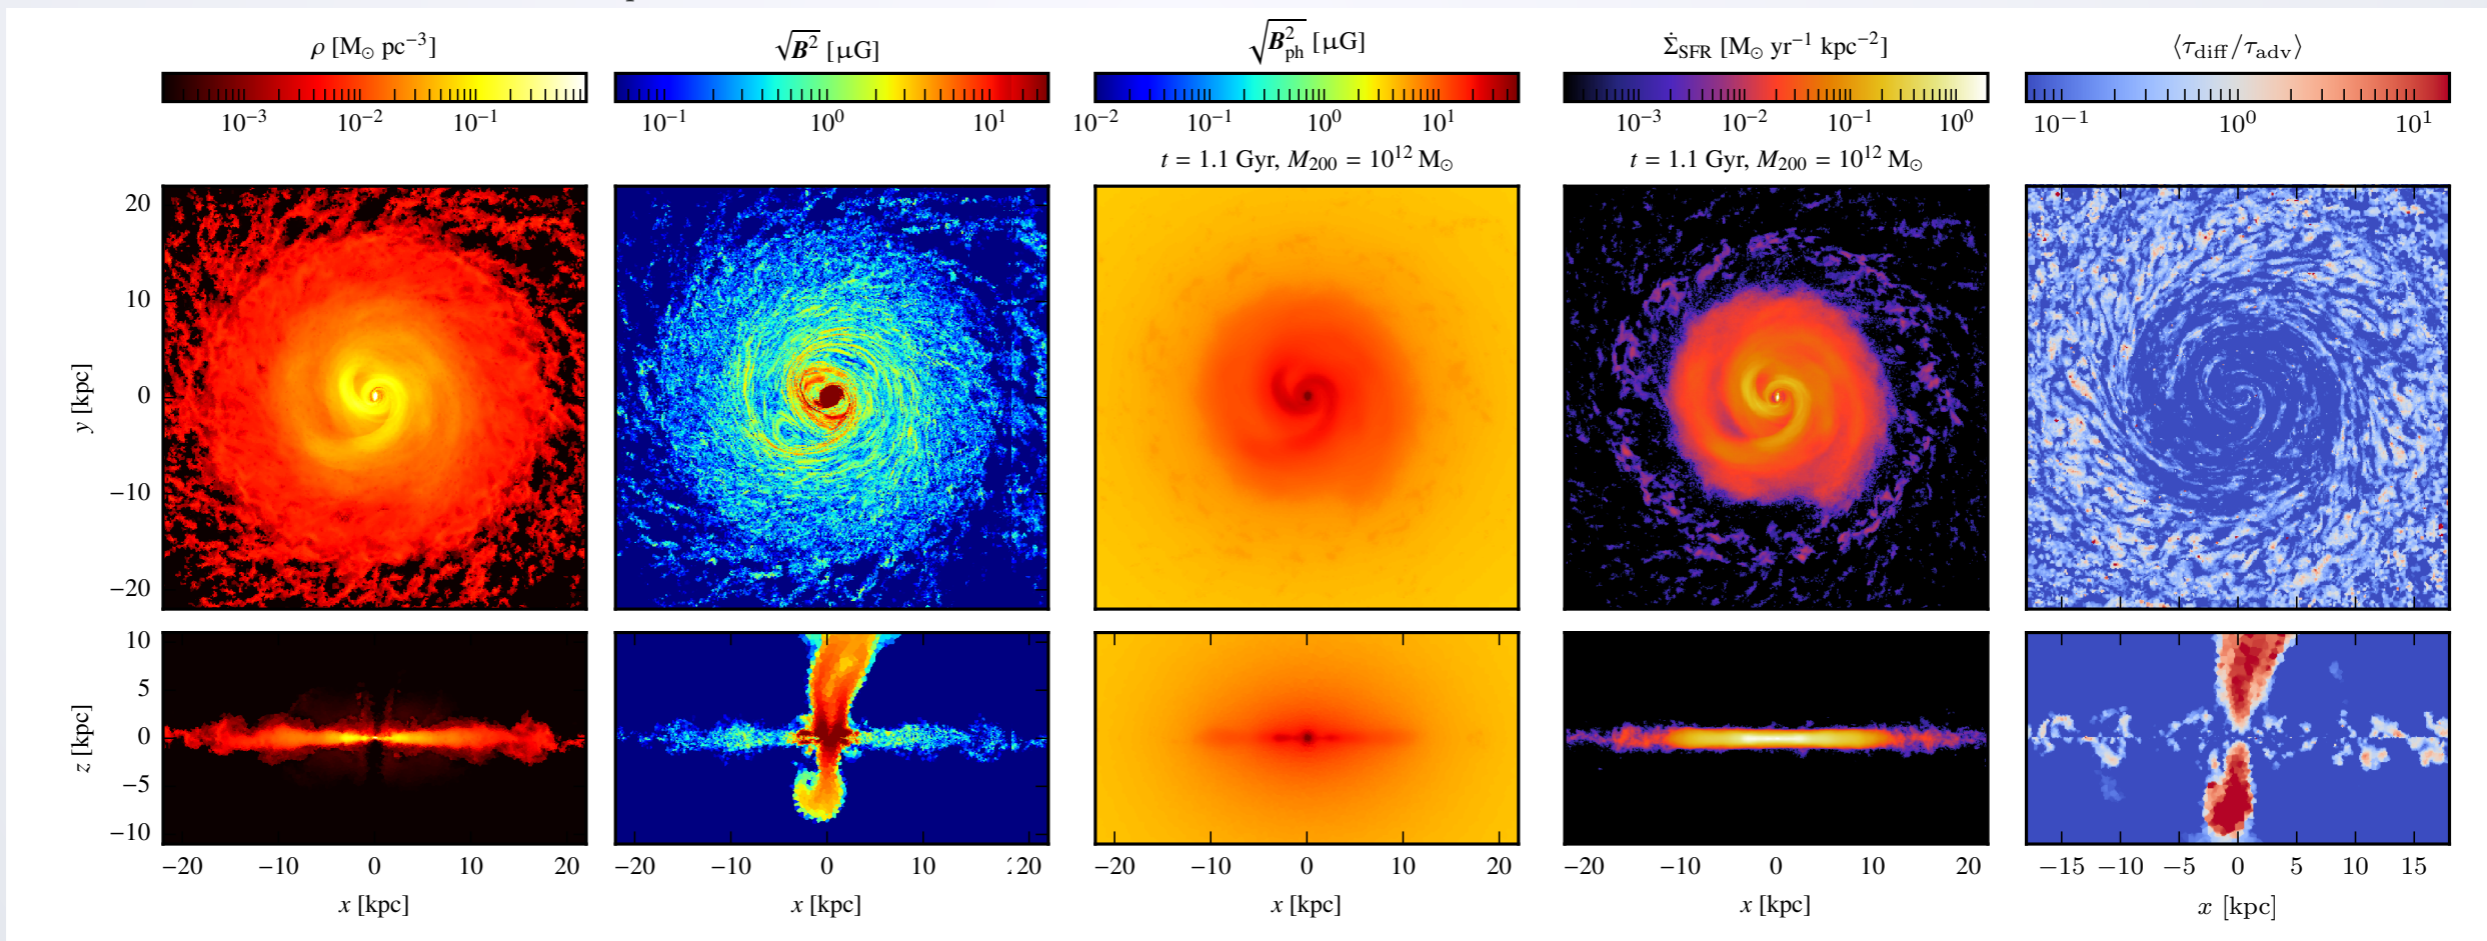 ρ [M⊙ pc⁻³]
√B² [μG]
√B²ph [μG]
Σ̇SFR [M⊙ yr⁻¹ kpc⁻²]
⟨τdiff/τadv⟩
10⁻³ 10⁻² 10⁻¹
10⁻¹ 10⁰ 10¹
10⁻² 10⁻¹ 10⁰ 10¹
10⁻³ 10⁻² 10⁻¹ 10⁰
10⁻¹ 10⁰ 10¹
t = 1.1 Gyr, M₂₀₀ = 10¹² M⊙
t = 1.1 Gyr, M₂₀₀ = 10¹² M⊙
20
10
0
−10
−20
y [kpc]
10
5
0
−5
−10
z [kpc]
−20 −10 0 10 20
−20 −10 0 10 20
−20 −10 0 10 20
−20 −10 0 10 20
−15 −10 −5 0 5 10 15
x [kpc]
x [kpc]
x [kpc]
x [kpc]
x [kpc]